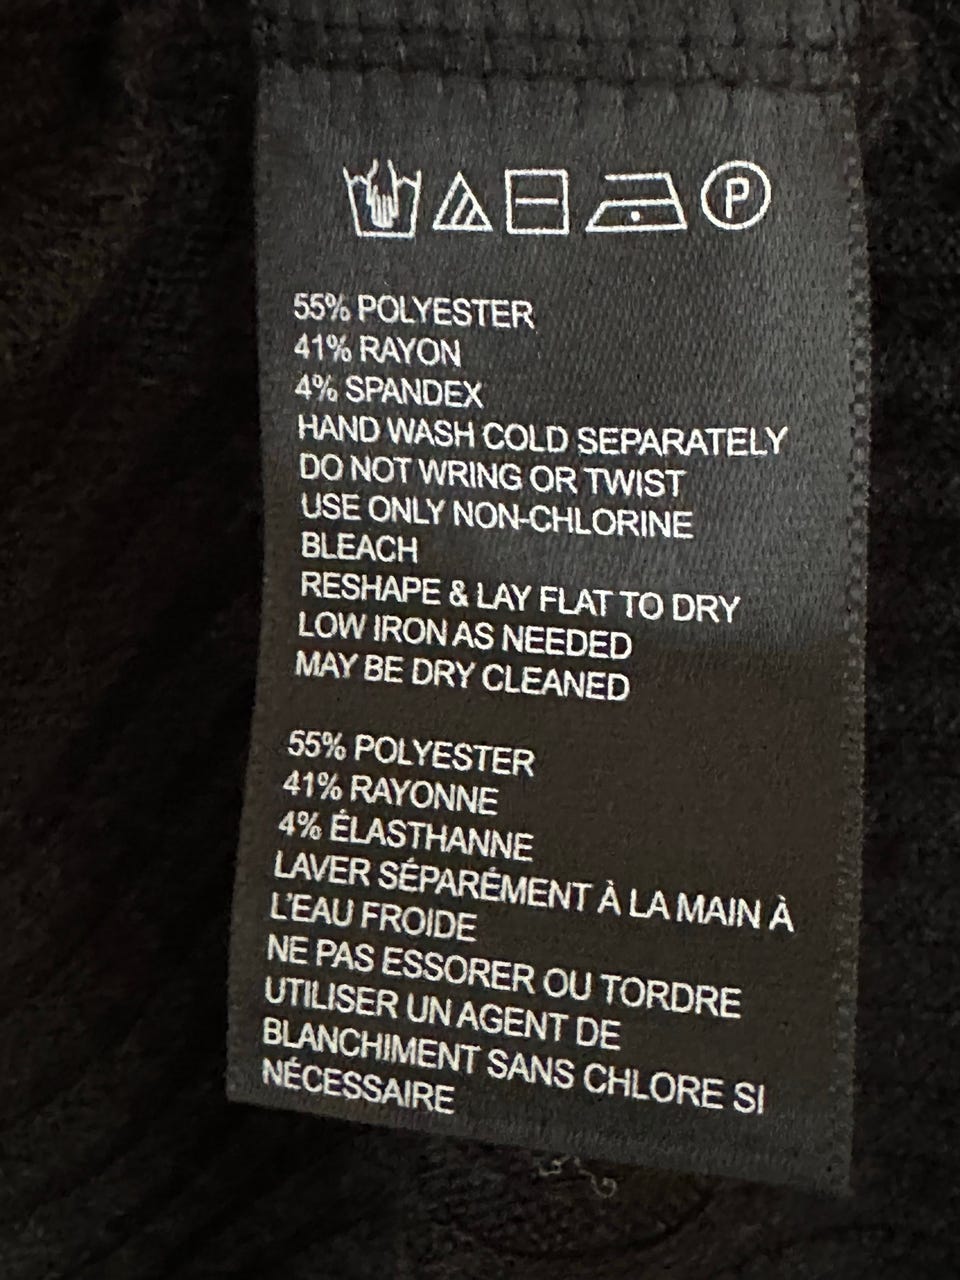 P
55% POLYESTER
41% RAYON
4% SPANDEX
HAND WASH COLD SEPARATELY
DO NOT WRING OR TWIST
USE ONLY NON-CHLORINE
BLEACH
RESHAPE & LAY FLAT TO DRY
LOW IRON AS NEEDED
MAY BE DRY CLEANED
55% POLYESTER
41% RAYONNE
4% ÉLASTHANNE
LAVER SÉPARÉMENT À LA MAIN À
L'EAU FROIDE
NE PAS ESSORER OU TORDRE
UTILISER UN AGENT DE
BLANCHIMENT SANS CHLORE SI
NÉCESSAIRE